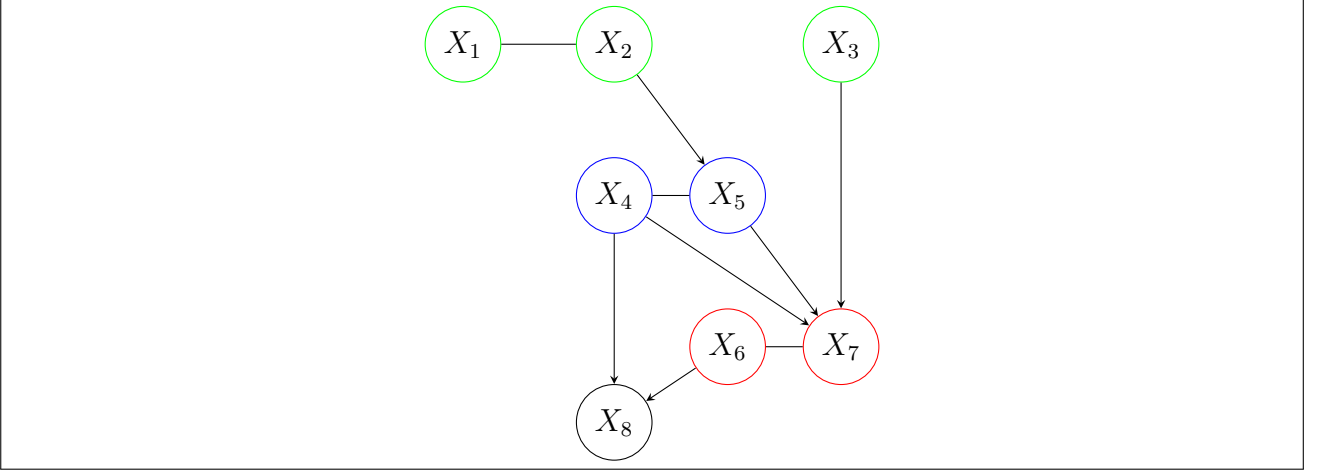 X₁ X₂ X₃
X₄ X₅
X₆ X₇
X₈